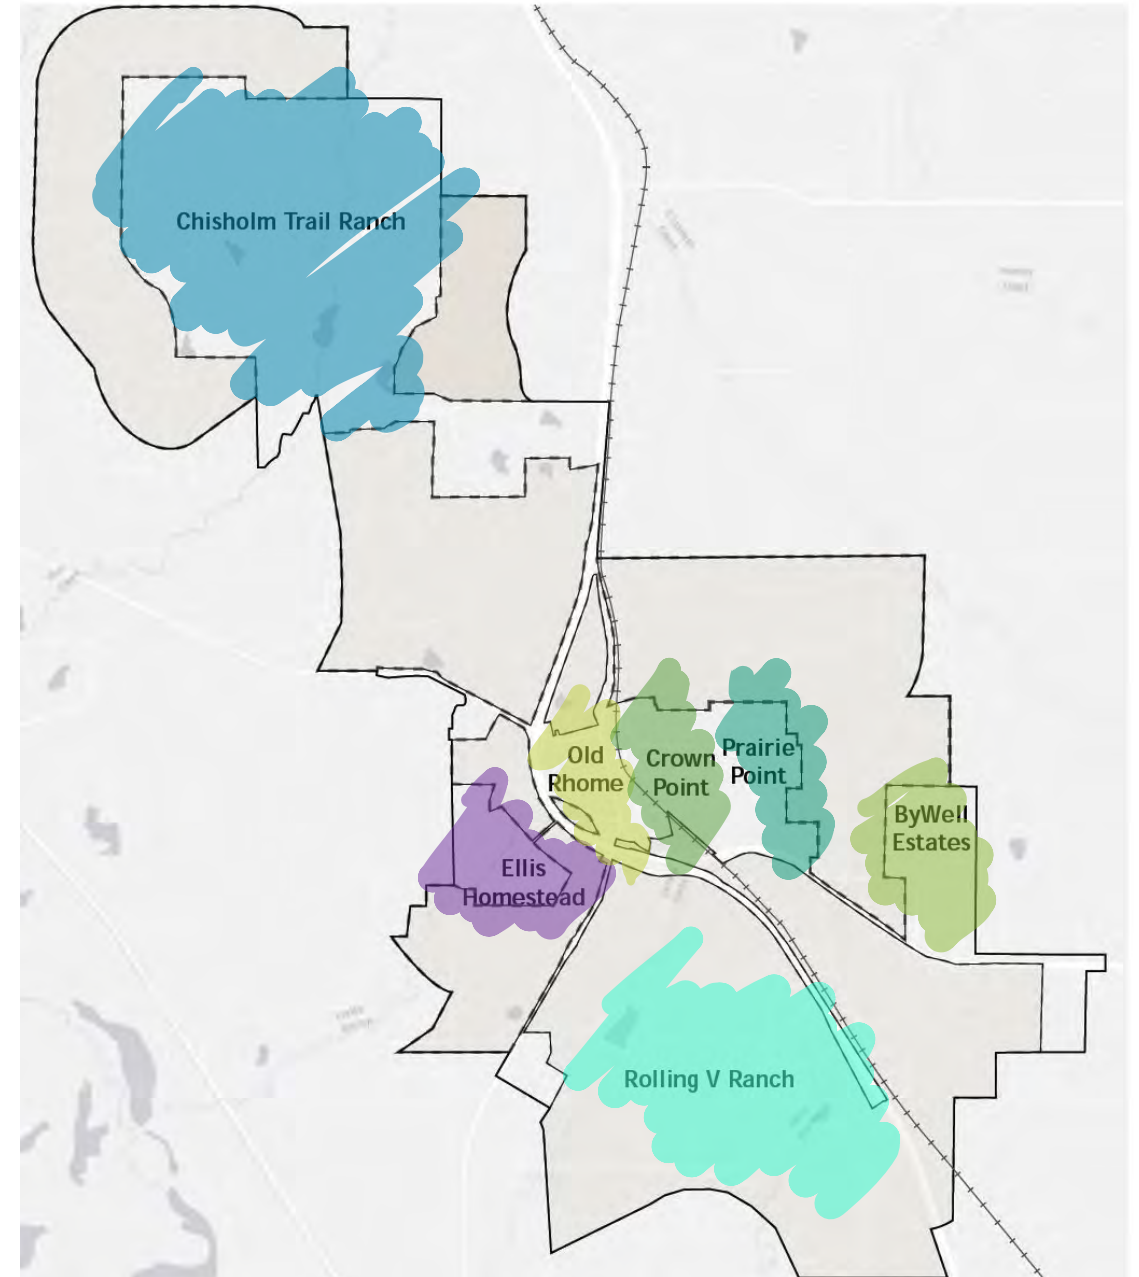 Chisholm Trail Ranch
Old
Rhome
Crown
Point
Prairie
Point
ByWell
Estates
Ellis
Homestead
Rolling V Ranch